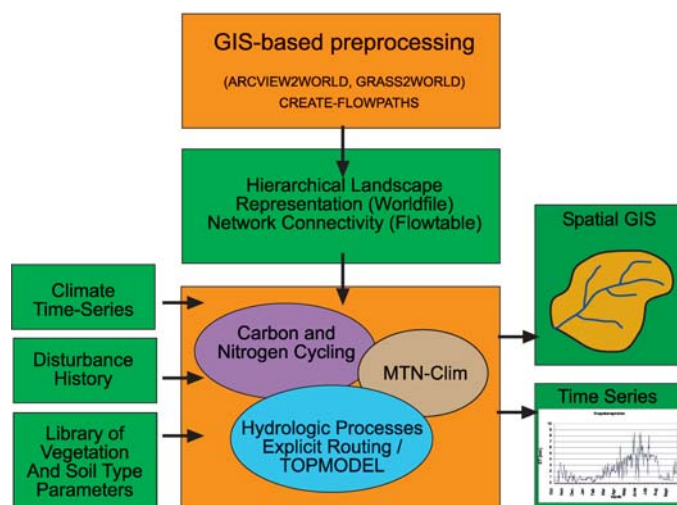 GIS-based preprocessing
(ARCVIEW2WORLD, GRASS2WORLD)
CREATE-FLOWPATHS
Hierarchical Landscape
Representation (Worldfile)
Network Connectivity (Flowtable)
Spatial GIS
Climate
Time-Series
Disturbance
History
Library of
Vegetation
And Soil Type
Parameters
Carbon and
Nitrogen Cycling
MTN-Clim
Hydrologic Processes
Explicit Routing /
TOPMODEL
Time Series